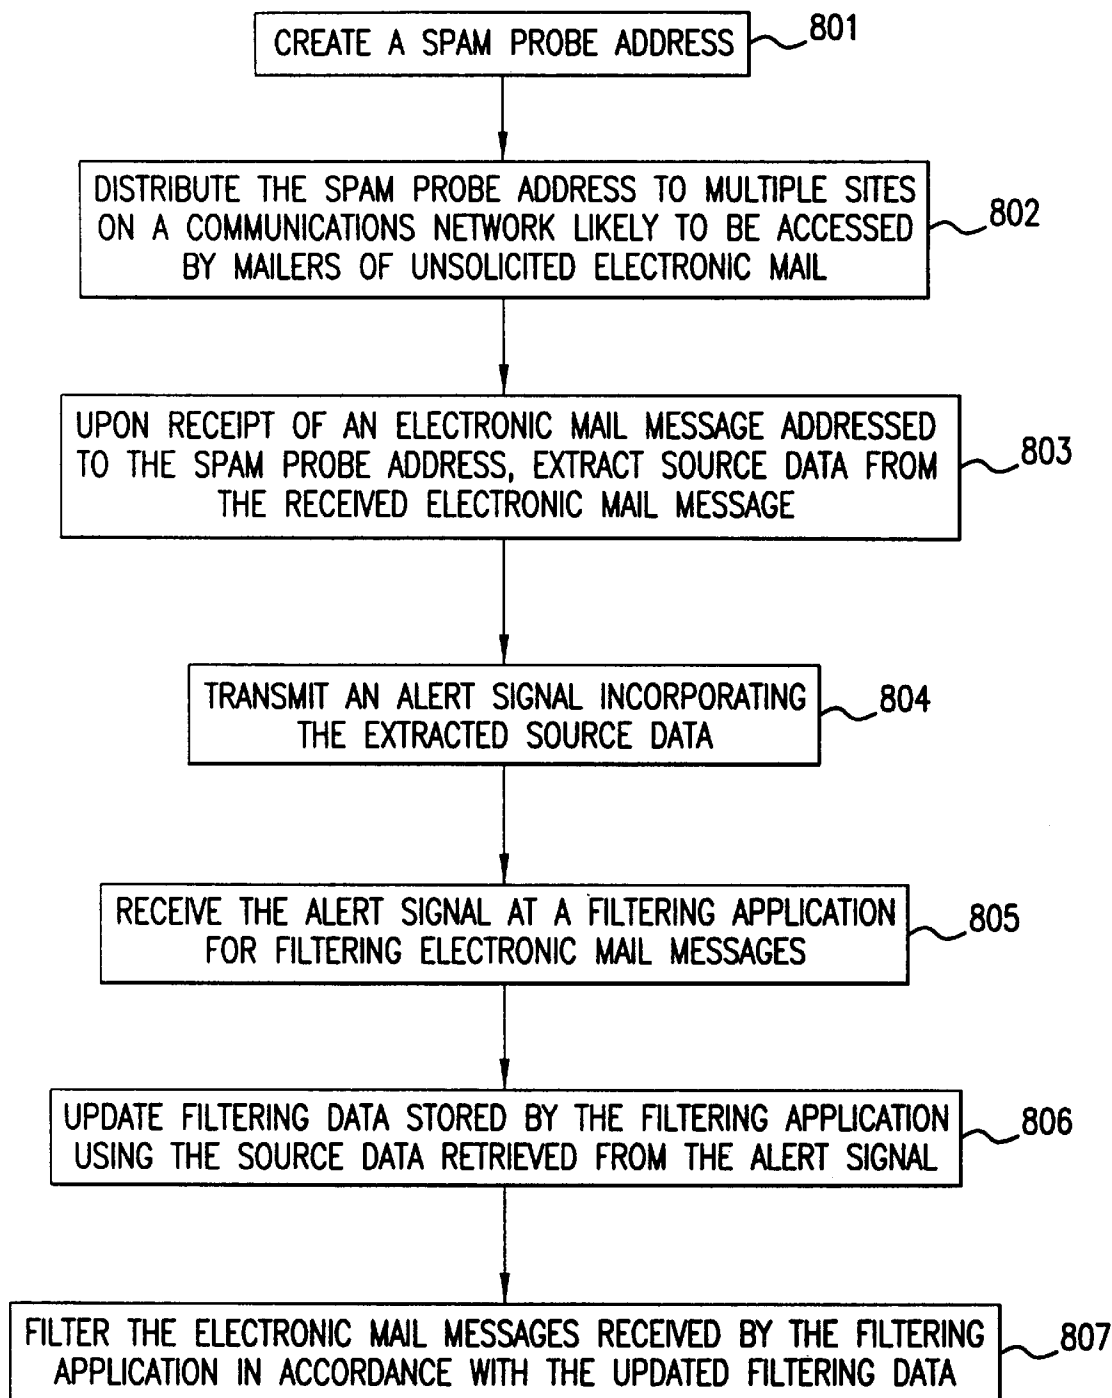 CREATE A SPAM PROBE ADDRESS 801
DISTRIBUTE THE SPAM PROBE ADDRESS TO MULTIPLE SITES
ON A COMMUNICATIONS NETWORK LIKELY TO BE ACCESSED
BY MAILERS OF UNSOLICITED ELECTRONIC MAIL
802
UPON RECEIPT OF AN ELECTRONIC MAIL MESSAGE ADDRESSED
TO THE SPAM PROBE ADDRESS, EXTRACT SOURCE DATA FROM
THE RECEIVED ELECTRONIC MAIL MESSAGE
803
TRANSMIT AN ALERT SIGNAL INCORPORATING
THE EXTRACTED SOURCE DATA
804
RECEIVE THE ALERT SIGNAL AT A FILTERING APPLICATION
FOR FILTERING ELECTRONIC MAIL MESSAGES
805
UPDATE FILTERING DATA STORED BY THE FILTERING APPLICATION
USING THE SOURCE DATA RETRIEVED FROM THE ALERT SIGNAL
806
FILTER THE ELECTRONIC MAIL MESSAGES RECEIVED BY THE FILTERING
APPLICATION IN ACCORDANCE WITH THE UPDATED FILTERING DATA
807